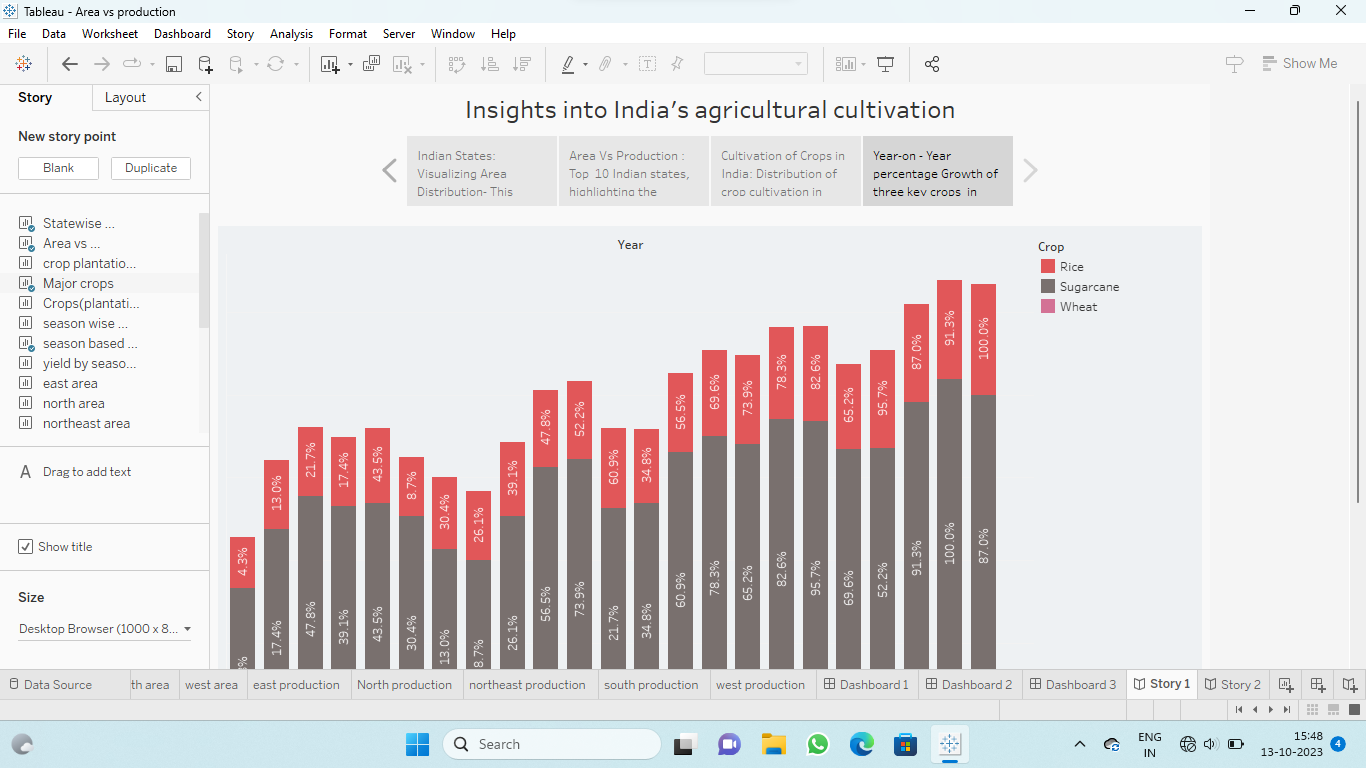 Tableau - Area vs production
File Data Worksheet Dashboard Story Analysis Format Server Window Help
Show Me
Story Layout
New story point
Blank Duplicate
Statewise ...
Area vs ...
crop plantatio...
Major crops
Crops(plantati...
season wise ...
season based ...
yield by seaso...
east area
north area
northeast area
A Drag to add text
Show title
Size
Desktop Browser (1000 x 8...
Insights into India's agricultural cultivation
Indian States:
Visualizing Area
Distribution- This
Area Vs Production :
Top 10 Indian states,
highlighting the
Cultivation of Crops in
India: Distribution of
crop cultivation in
Year-on - Year
percentage Growth of
three key crops in
Year
4.3% 13.0% 21.7% 17.4% 43.5% 8.7% 30.4% 26.1% 39.1% 47.8% 52.2% 60.9% 34.8% 56.5% 69.6% 73.9% 78.3% 82.6% 65.2% 95.7% 87.0% 91.3% 100.0%
17.4% 47.8% 39.1% 43.5% 30.4% 13.0% 8.7% 26.1% 56.5% 73.9% 21.7% 34.8% 60.9% 78.3% 65.2% 82.6% 95.7% 69.6% 52.2% 91.3% 100.0% 87.0%
Crop
Rice
Sugarcane
Wheat
Data Source th area west area east production North production northeast production south production west production Dashboard 1 Dashboard 2 Dashboard 3 Story 1 Story 2
Search
ENG
IN
15:48
13-10-2023
4